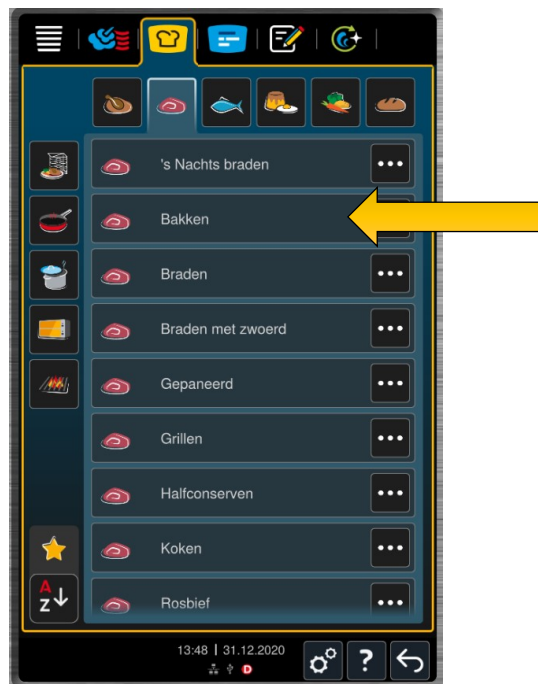 's Nachts braden
Bakken
Braden
Braden met zwoerd
Gepaneerd
Grillen
Halfconserven
Koken
Rosbief
A
Z
13:48 | 31.12.2020
D
?